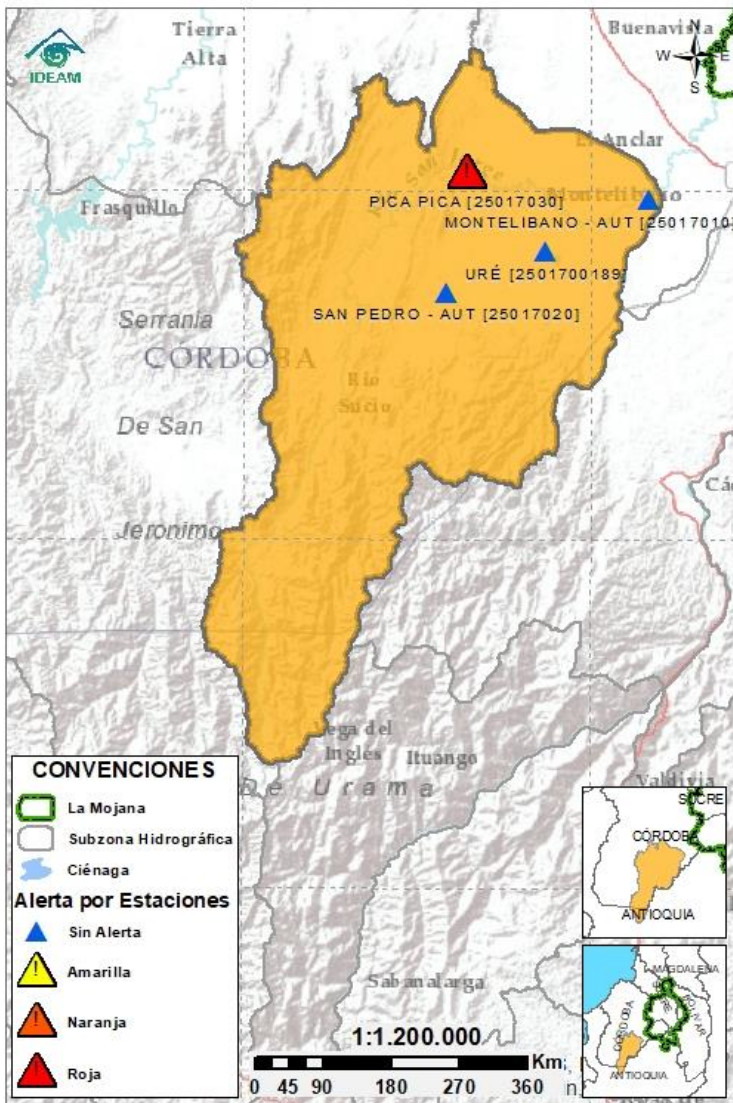 IDEAM
Tierra
Alta
Buenavista
N
W E
S
El Anclar
Frasquillo
PICA PICA [25017030]
Montelibano
MONTELIBANO - AUT [25017010]
URÉ [2501700189]
SAN PEDRO - AUT [25017020]
Serrania
CORDOBA
Río
Sucio
De San
Jeronimo
Vega del
Ingles
Ituango
De Urama
Valdivia
Sabanalarga
CONVENCIONES
La Mojana
Subzona Hidrográfica
Ciénaga
Alerta por Estaciones
Sin Alerta
Amarilla
Naranja
Roja
1:1.200.000
Km
0 45 90 180 270 360
SUCRE
CÓRDOBA
ANTIOQUIA
MAGDALENA
SUCRE
BOLIVAR
CÓRDOBA
ANTIOQUIA